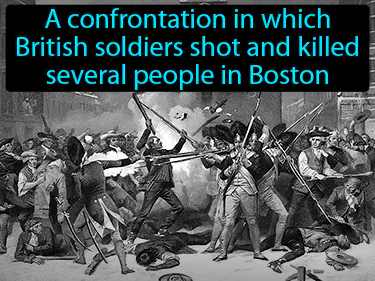 A confrontation in which
British soldiers shot and killed
several people in Boston